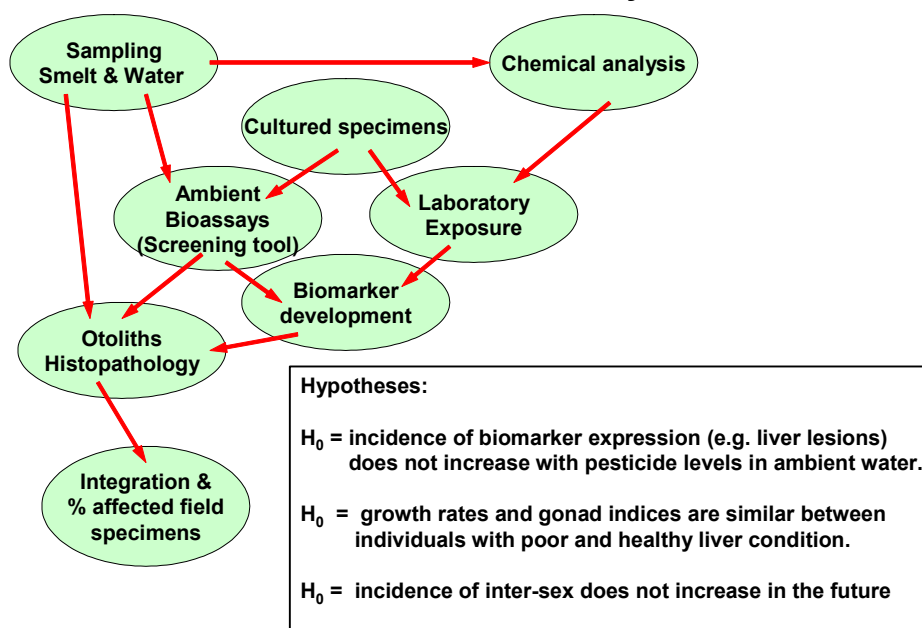 Sampling
Smelt & Water
Chemical analysis
Cultured specimens
Ambient
Bioassays
(Screening tool)
Laboratory
Exposure
Biomarker
development
Otoliths
Histopathology
Integration &
% affected field
specimens
Hypotheses:
H₀ = incidence of biomarker expression (e.g. liver lesions)
does not increase with pesticide levels in ambient water.
H₀ = growth rates and gonad indices are similar between
individuals with poor and healthy liver condition.
H₀ = incidence of inter-sex does not increase in the future